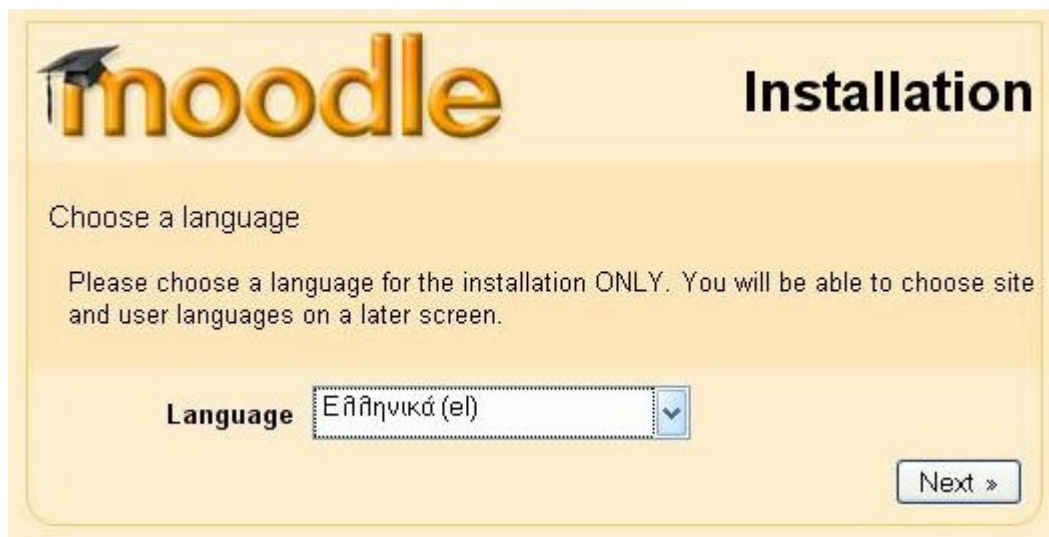 moodle
Installation
Choose a language
Please choose a language for the installation ONLY. You will be able to choose site
and user languages on a later screen.
Language Ελληνικά (el)
Next »